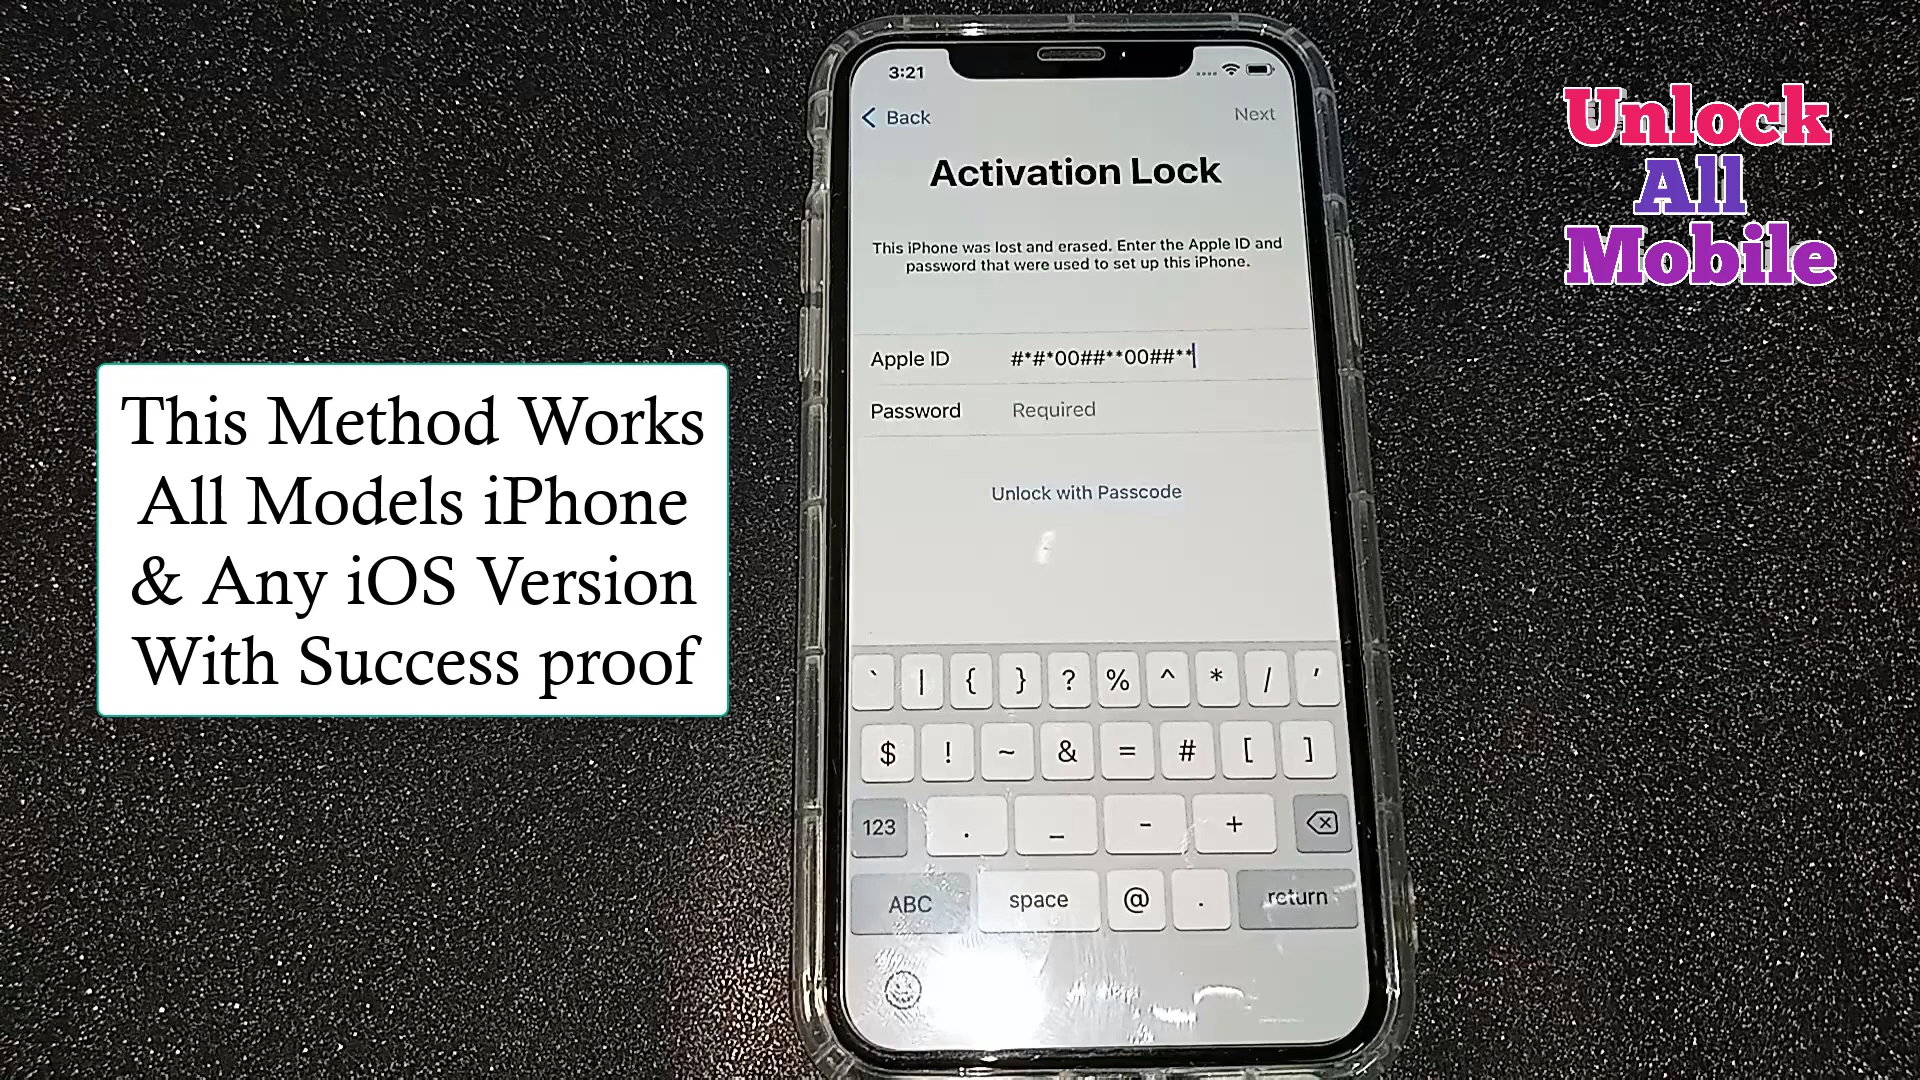 3:21
Back
Next
Activation Lock
This iPhone was lost and erased. Enter the Apple ID and
password that were used to set up this iPhone.
Apple ID #*#*00##**00##**
Password Required
Unlock with Passcode
` | { } ? % ^ * / '
$ ! ~ & = # [ ]
123 . _ - +
ABC space @ . return
This Method Works
All Models iPhone
& Any iOS Version
With Success proof
Unlock
All
Mobile